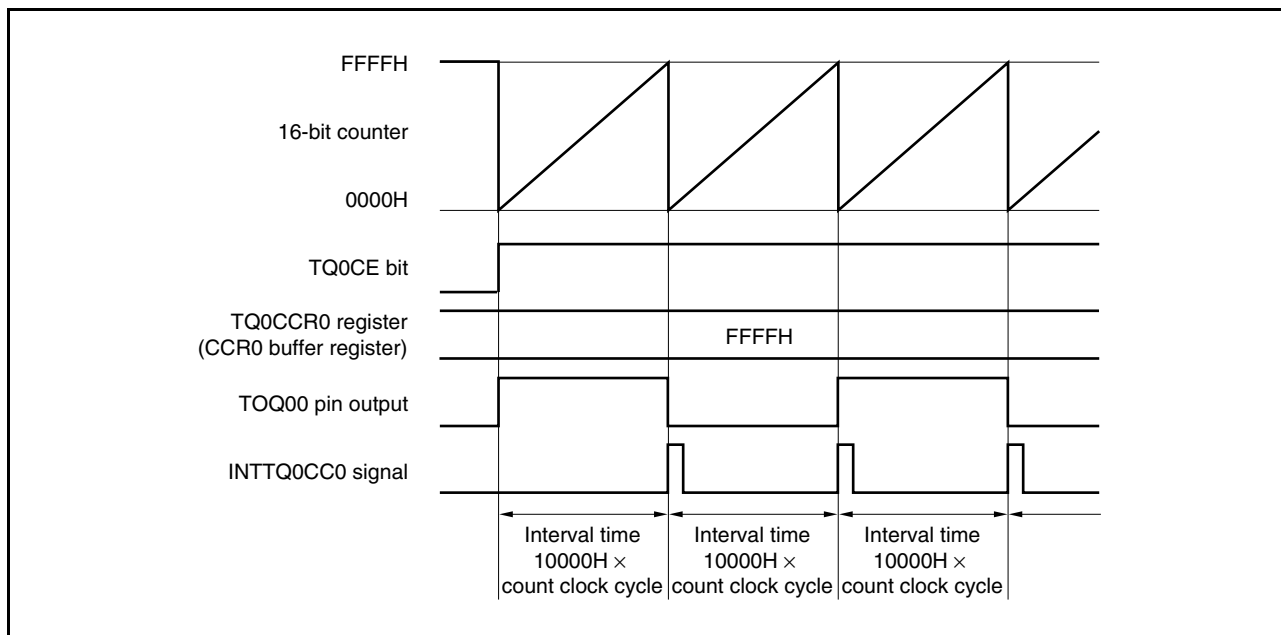 FFFFH
16-bit counter
0000H
TQ0CE bit
TQ0CCR0 register
(CCR0 buffer register)
FFFFH
TOQ00 pin output
INTTQ0CC0 signal
Interval time
10000H ×
count clock cycle
Interval time
10000H ×
count clock cycle
Interval time
10000H ×
count clock cycle